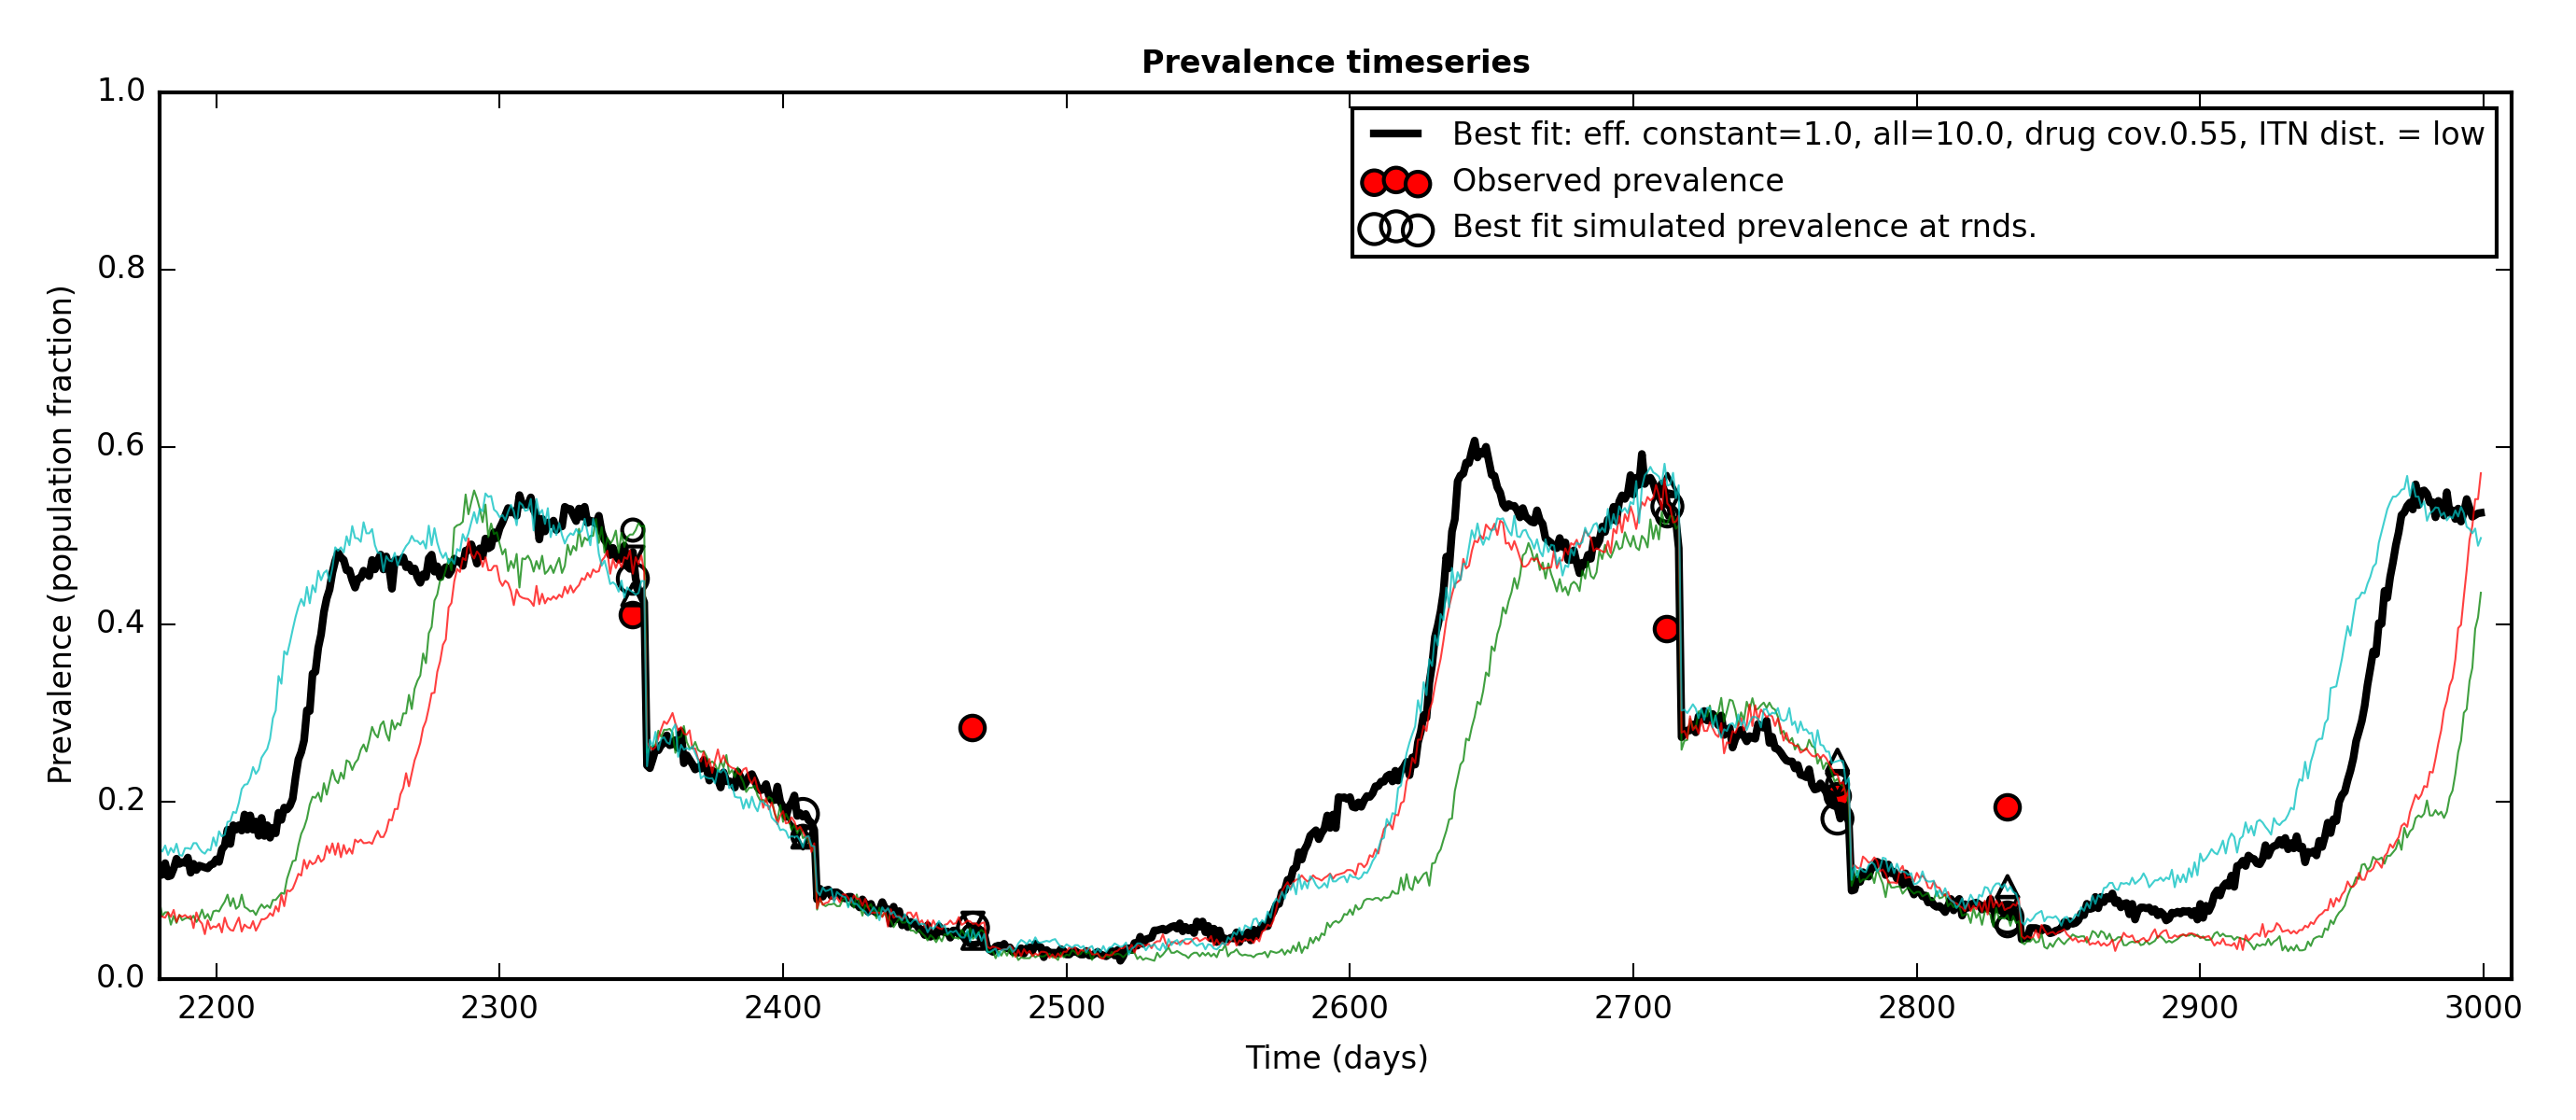 Prevalence timeseries
1.0
0.8
0.6
0.4
0.2
0.0
Prevalence (population fraction)
Best fit: eff. constant=1.0, all=10.0, drug cov.0.55, ITN dist. = low
Observed prevalence
Best fit simulated prevalence at rnds.
2200 2300 2400 2500 2600 2700 2800 2900 3000
Time (days)